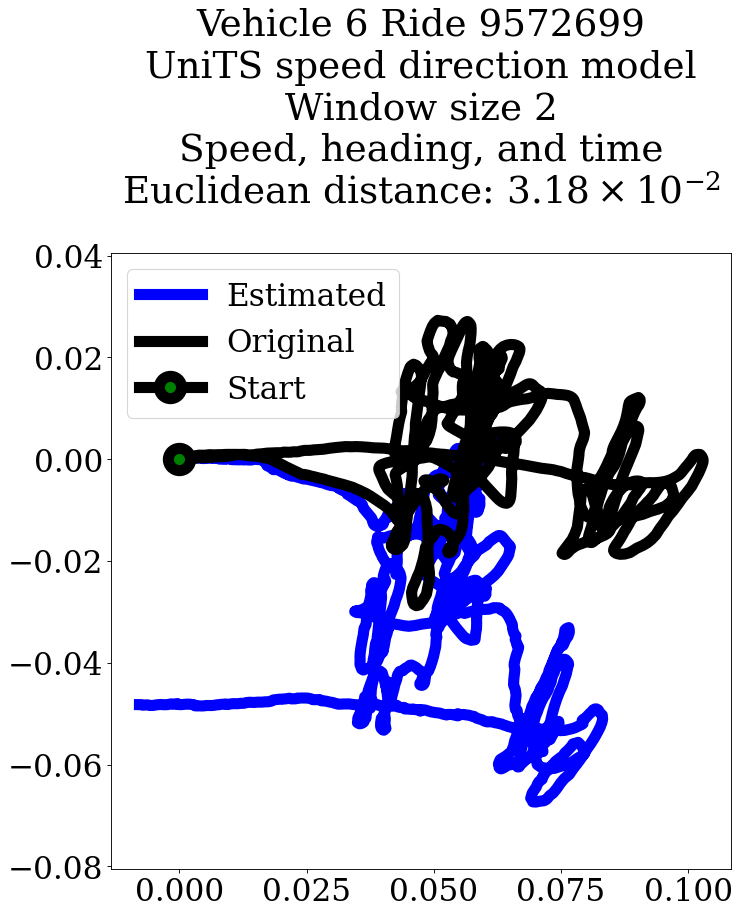 Vehicle 6 Ride 9572699
UniTS speed direction model
Window size 2
Speed, heading, and time
Euclidean distance: 3.18 × 10⁻²
0.04
Estimated
Original
Start
0.02
0.00
−0.02
−0.04
−0.06
−0.08
0.000 0.025 0.050 0.075 0.100